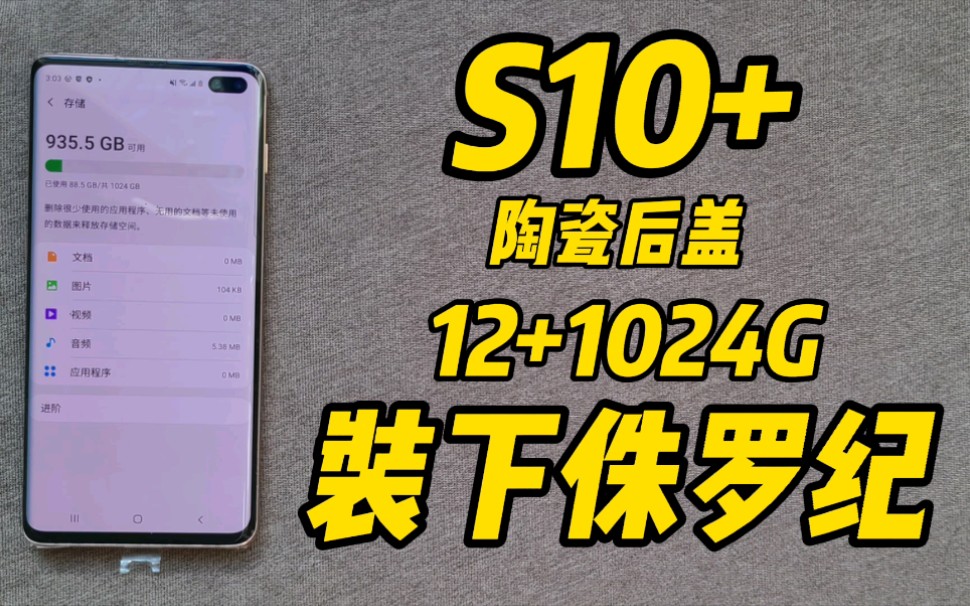 S10+
陶瓷后盖
12+1024G
装下侏罗纪
3:03
存储
935.5 GB 可用
已使用 88.5 GB/共 1024 GB
删除很少使用的应用程序、无用的文档等未使用
的数据来释放存储空间。
文档 0 MB
图片 104 KB
视频 0 MB
音频 5.38 MB
应用程序 0 MB
进阶